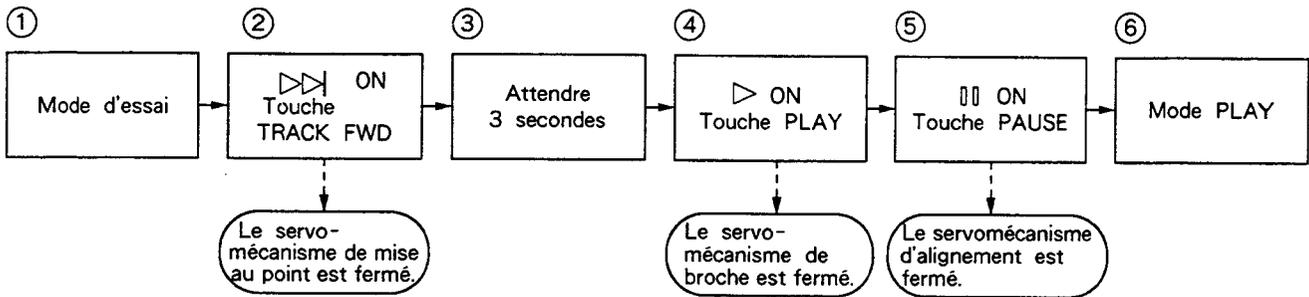 ①
Mode d'essai
②
▷▷| ON
Touche
TRACK FWD
Le servo-
mécanisme de mise
au point est fermé.
③
Attendre
3 secondes
④
▷ ON
Touche PLAY
Le servo-
mécanisme de
broche est fermé.
⑤
▯▯ ON
Touche PAUSE
Le servomécanisme
d'alignement est
fermé.
⑥
Mode PLAY